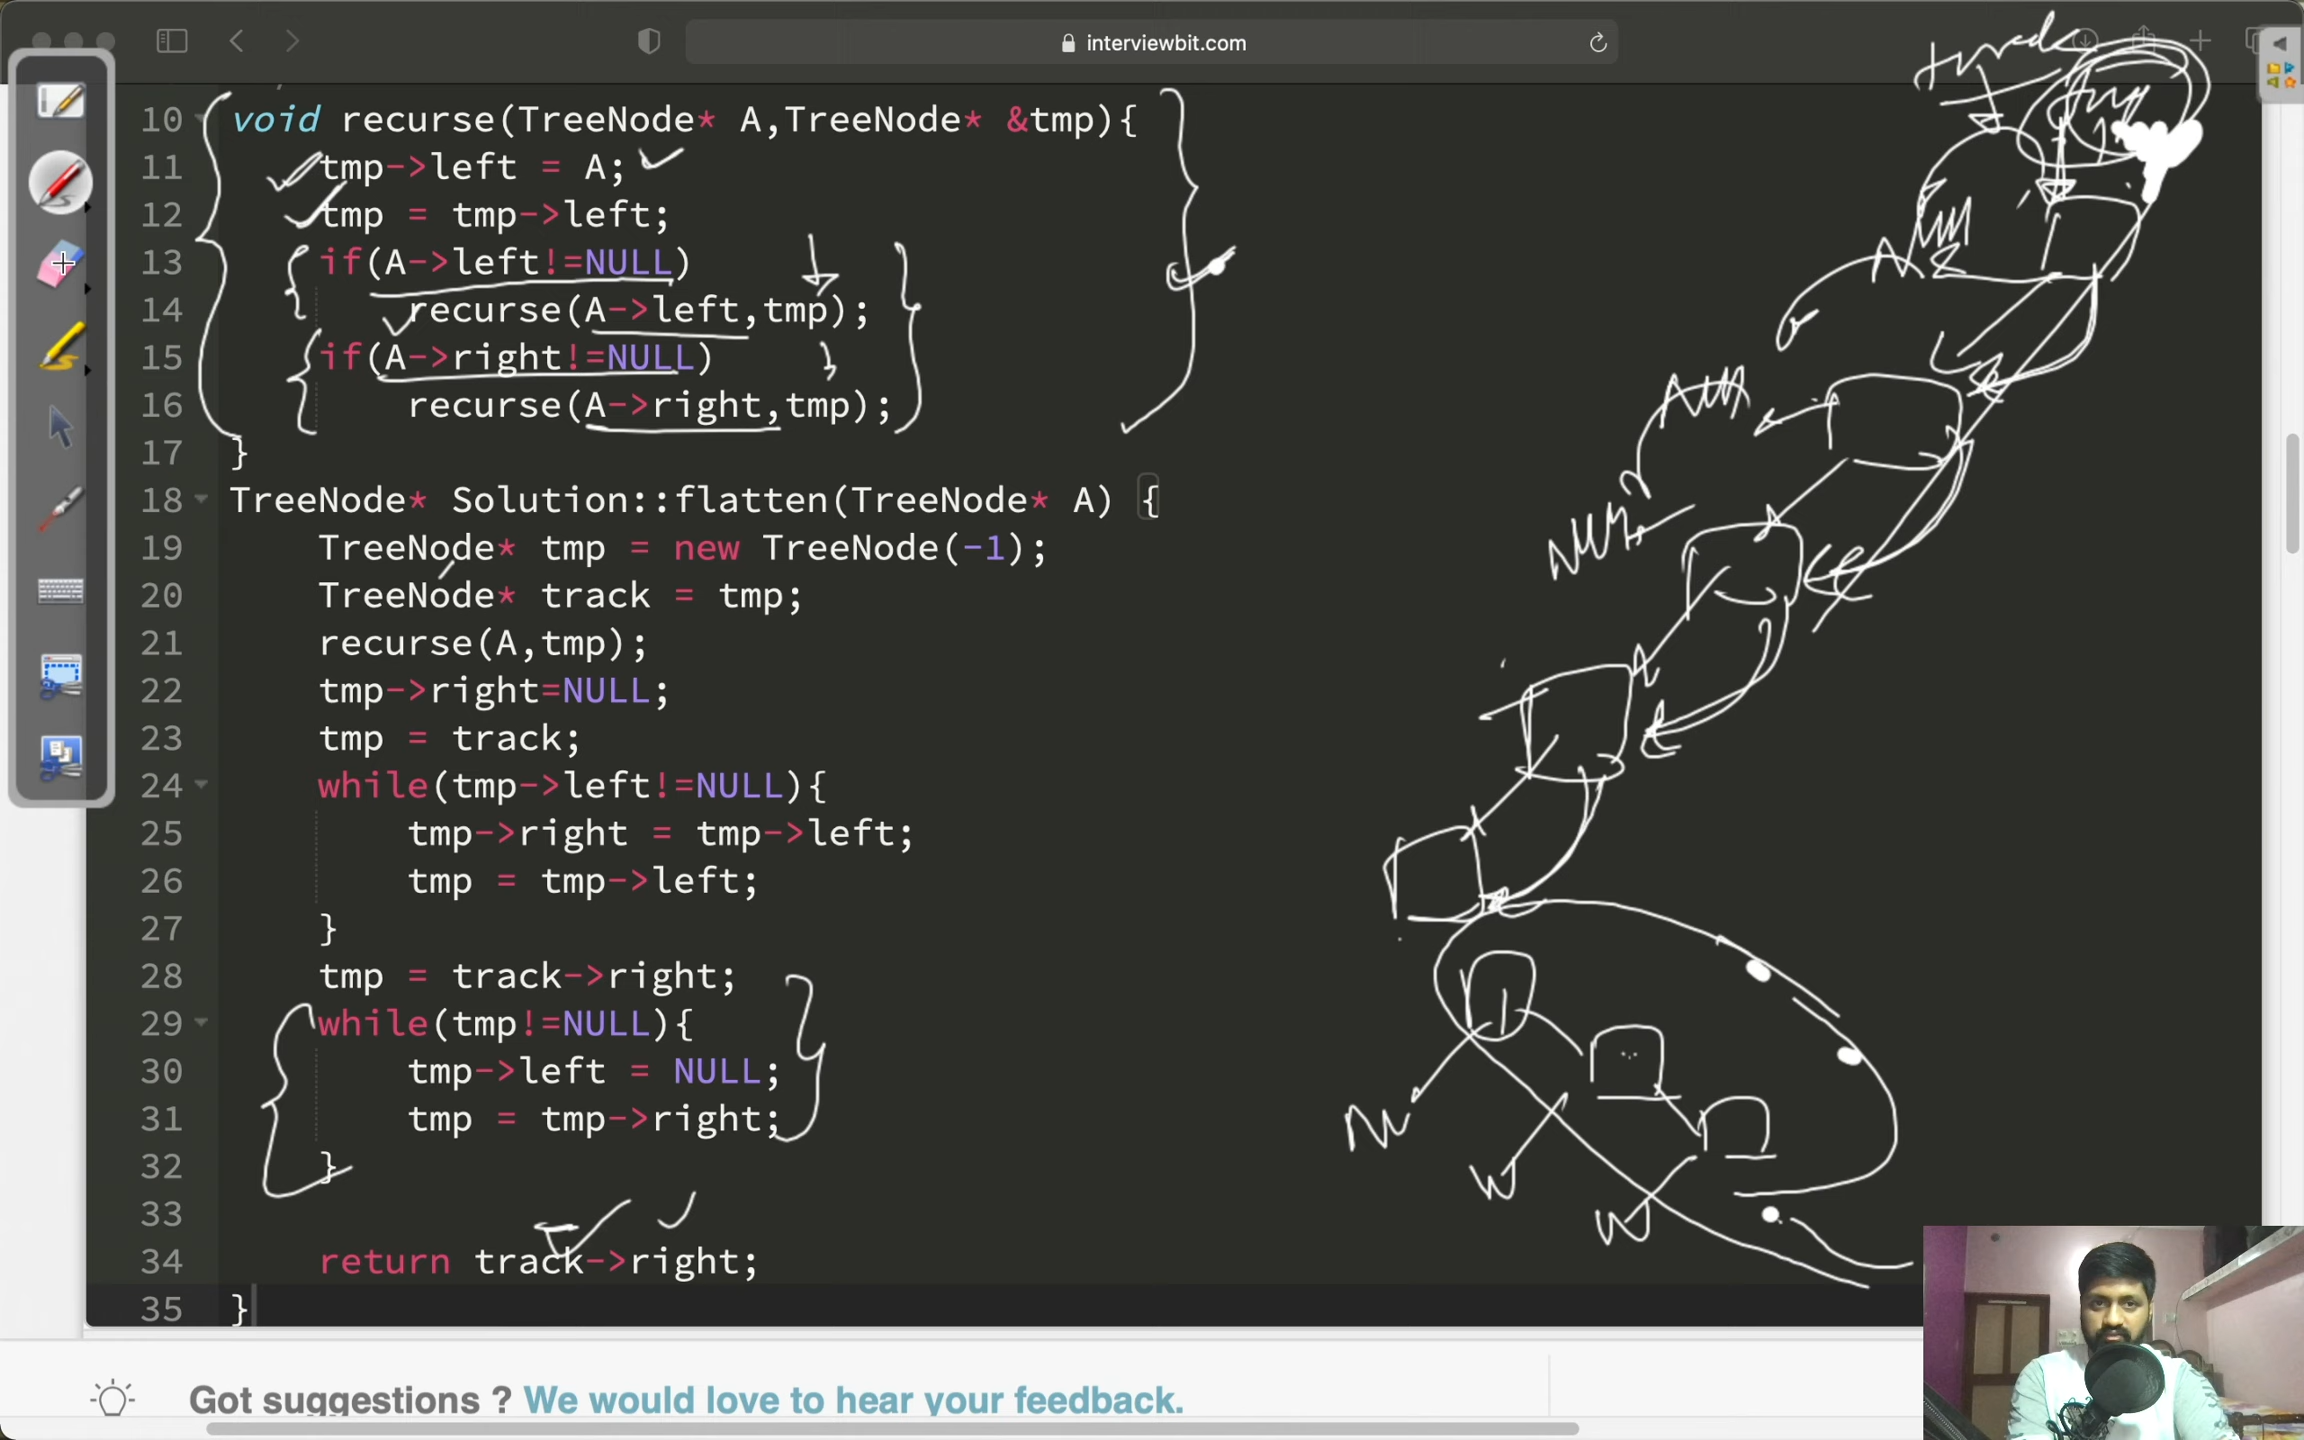 interviewbit.com
10 void recurse(TreeNode* A,TreeNode* &tmp){
11 tmp->left = A;
12 tmp = tmp->left;
13 if(A->left!=NULL)
14 recurse(A->left,tmp);
15 if(A->right!=NULL)
16 recurse(A->right,tmp);
17 }
18 TreeNode* Solution::flatten(TreeNode* A) {
19 TreeNode* tmp = new TreeNode(-1);
20 TreeNode* track = tmp;
21 recurse(A,tmp);
22 tmp->right=NULL;
23 tmp = track;
24 while(tmp->left!=NULL){
25 tmp->right = tmp->left;
26 tmp = tmp->left;
27 }
28 tmp = track->right;
29 while(tmp!=NULL){
30 tmp->left = NULL;
31 tmp = tmp->right;
32 }
33
34 return track->right;
35 }
Got suggestions ? We would love to hear your feedback.